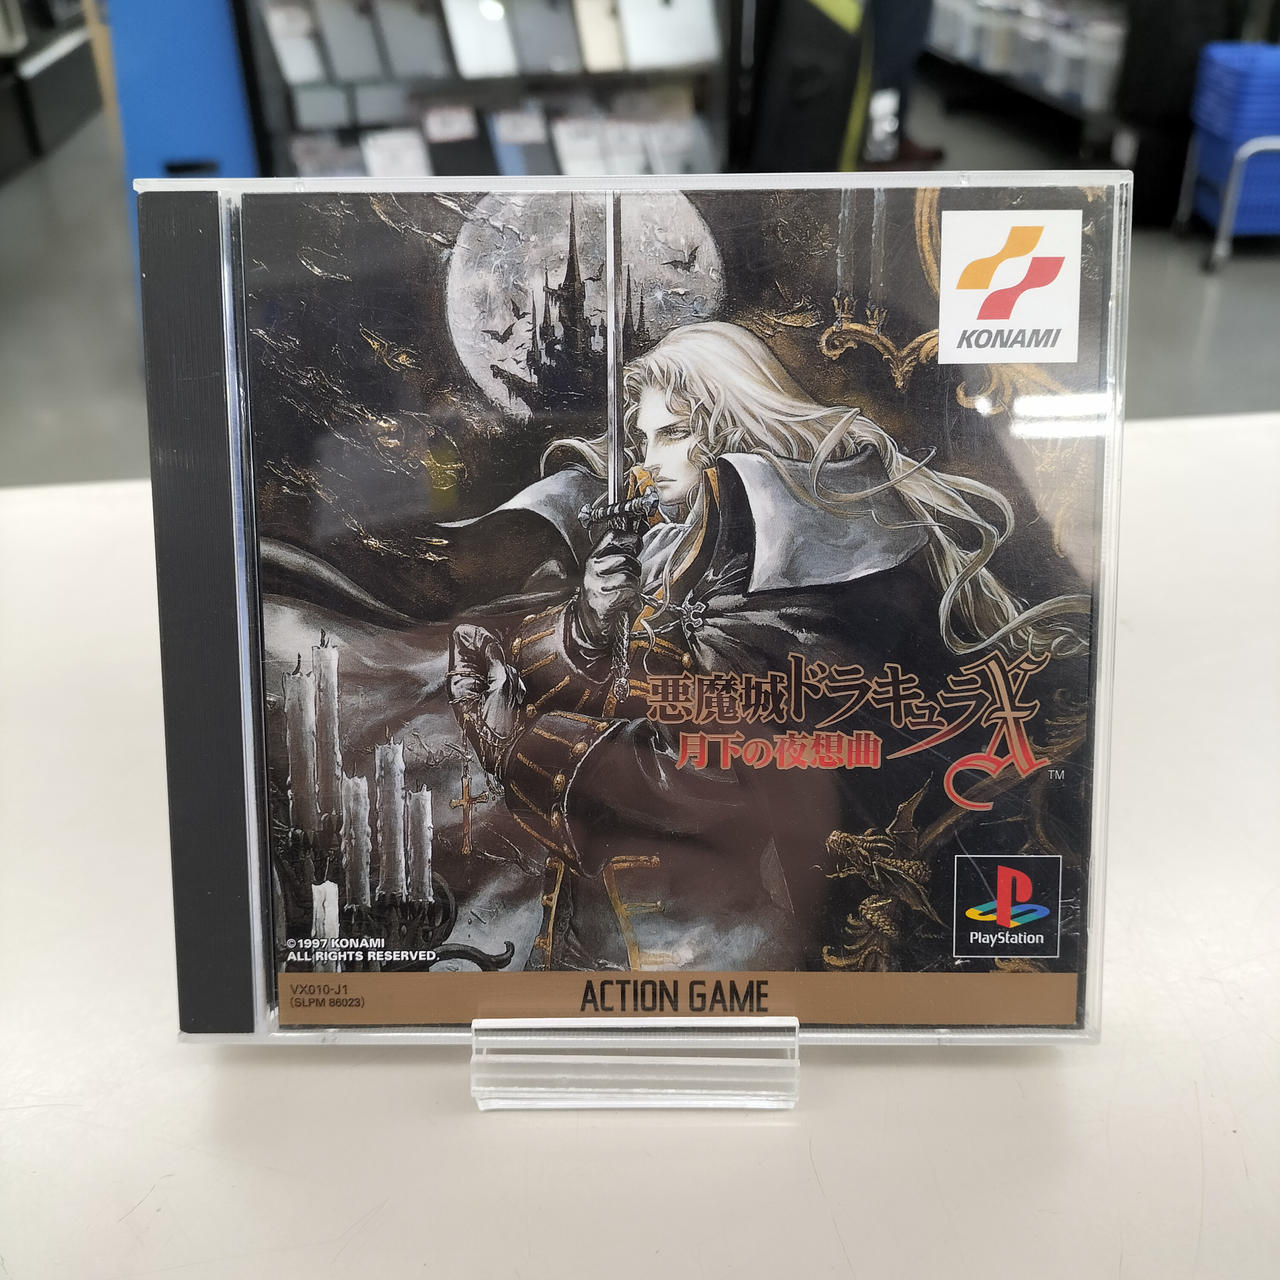 KONAMI
悪魔城ドラキュラX
月下の夜想曲
TM
PlayStation
©1997 KONAMI
ALL RIGHTS RESERVED.
VX010-J1
(SLPM 86023)
ACTION GAME